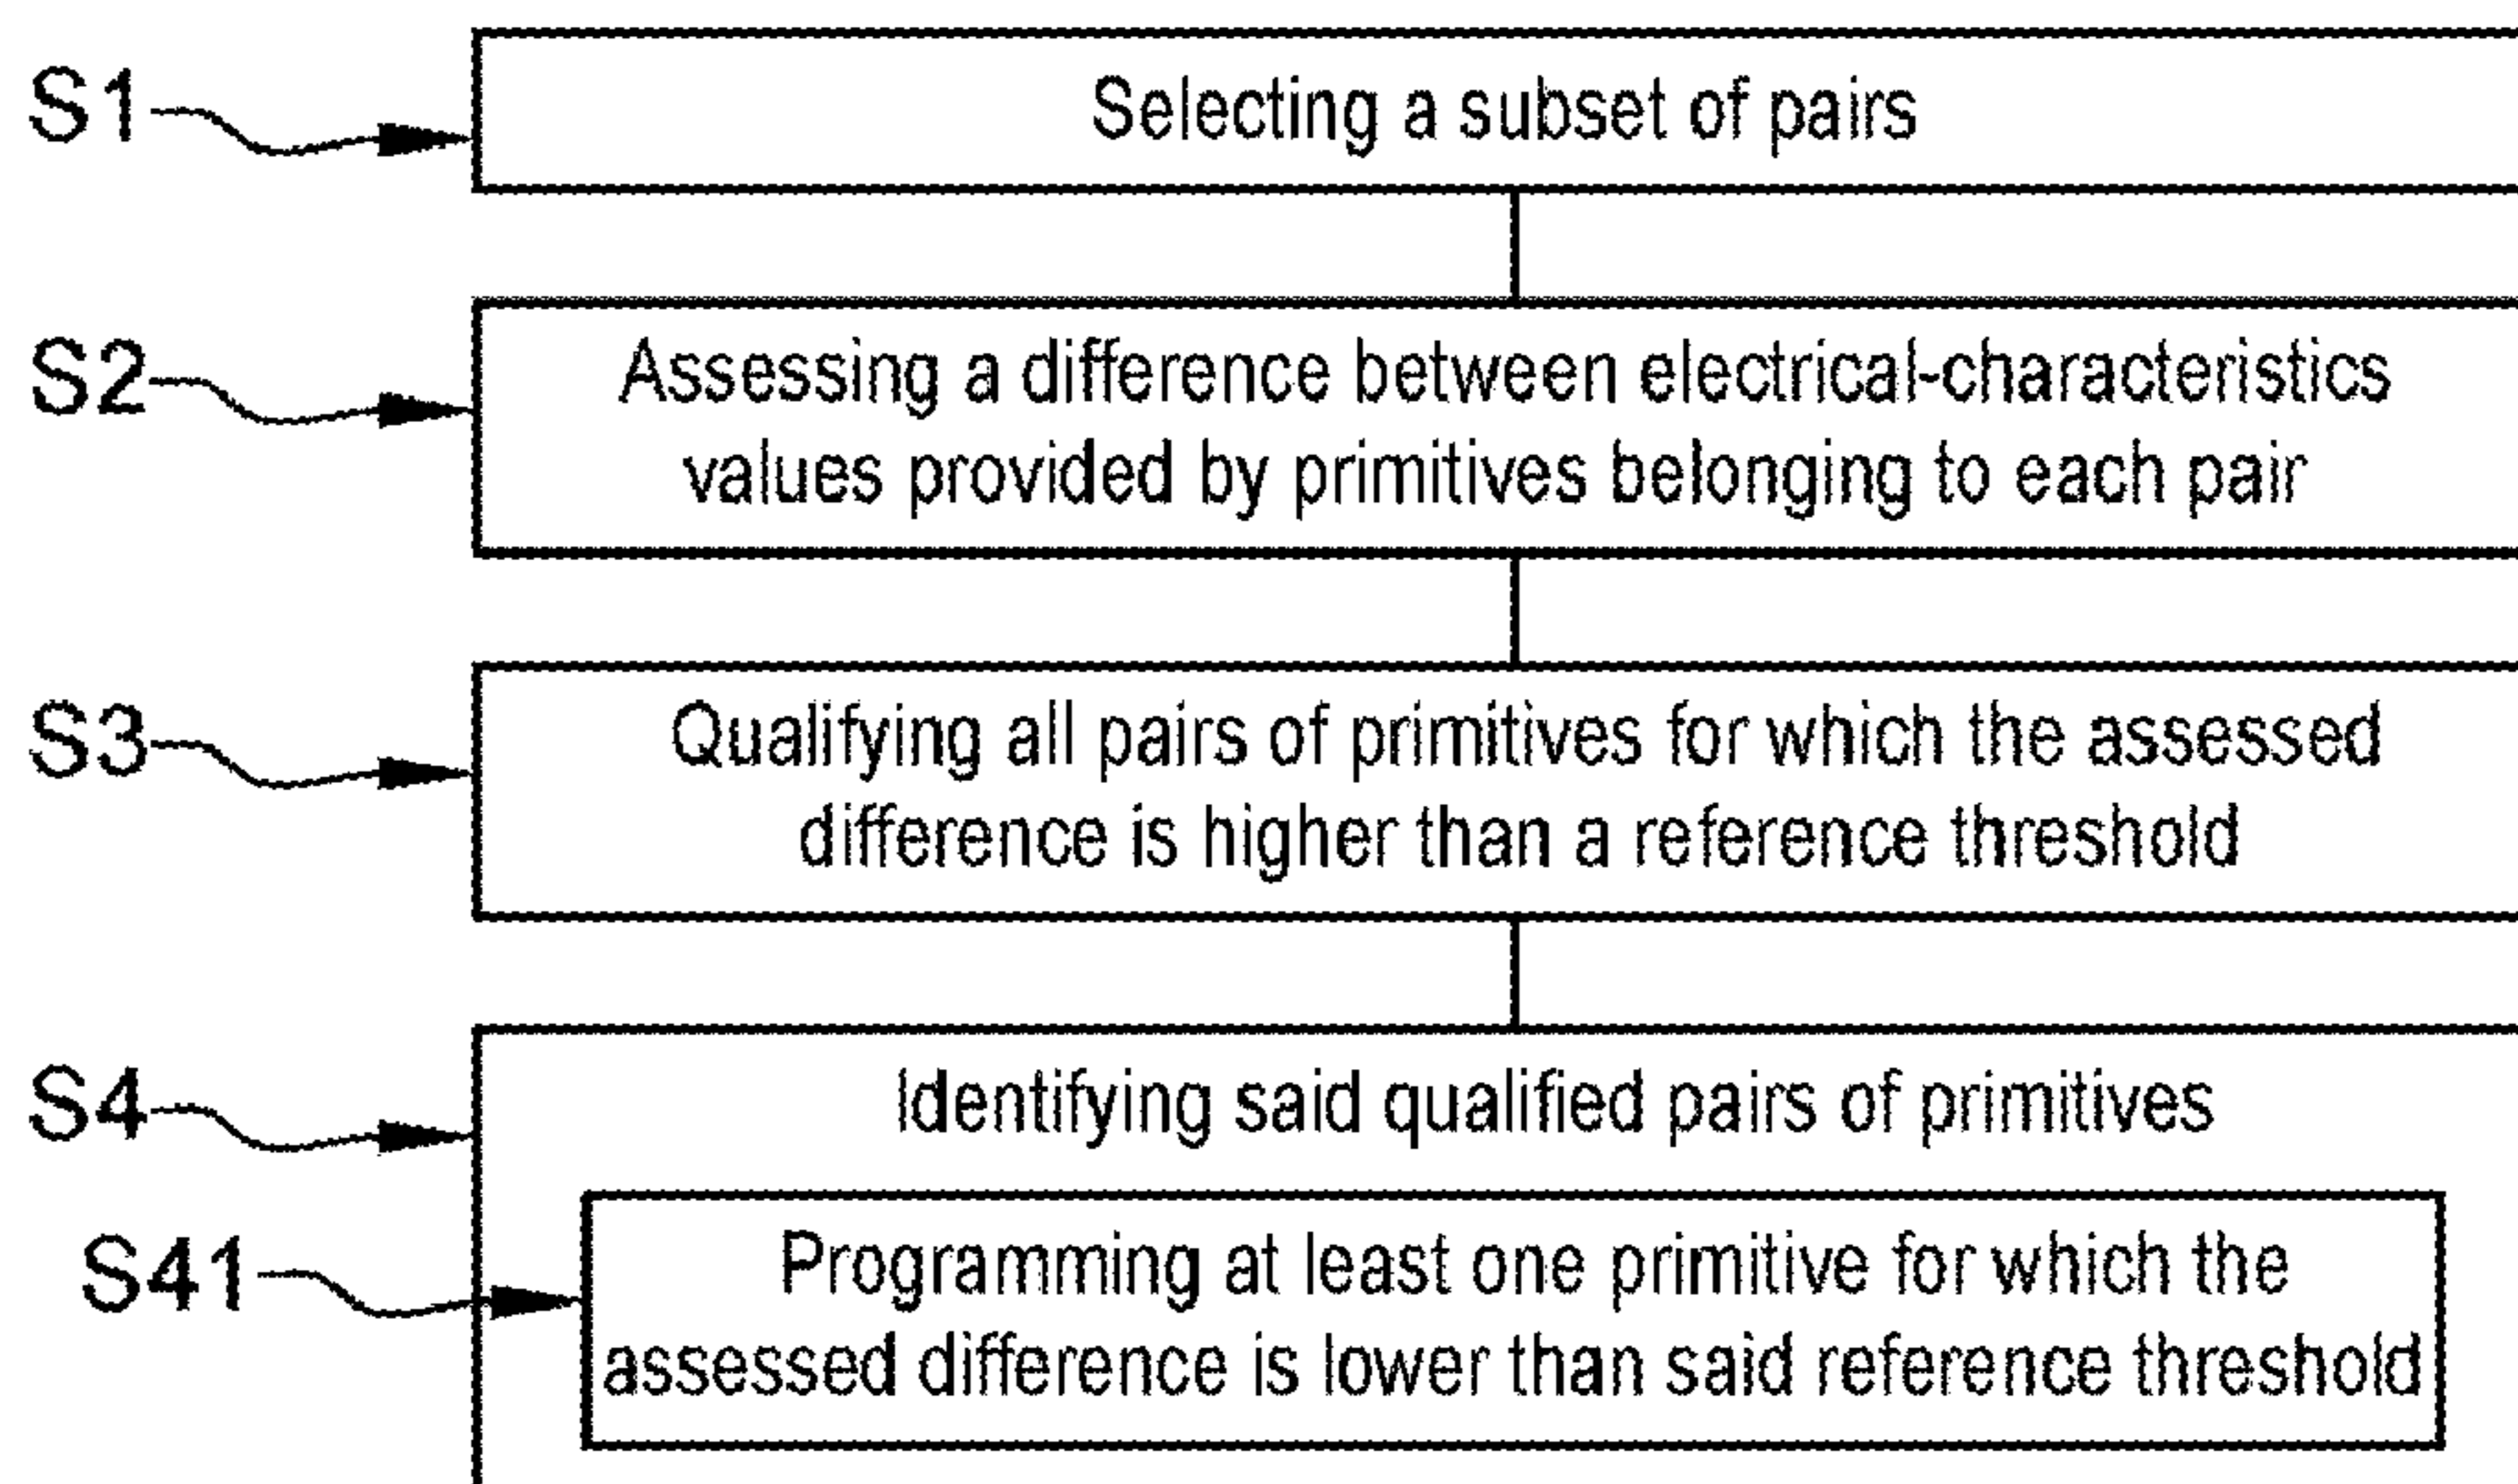 S1
Selecting a subset of pairs
S2
Assessing a difference between electrical-characteristics
values provided by primitives belonging to each pair
S3
Qualifying all pairs of primitives for which the assessed
difference is higher than a reference threshold
S4
Identifying said qualified pairs of primitives
S41
Programming at least one primitive for which the
assessed difference is lower than said reference threshold